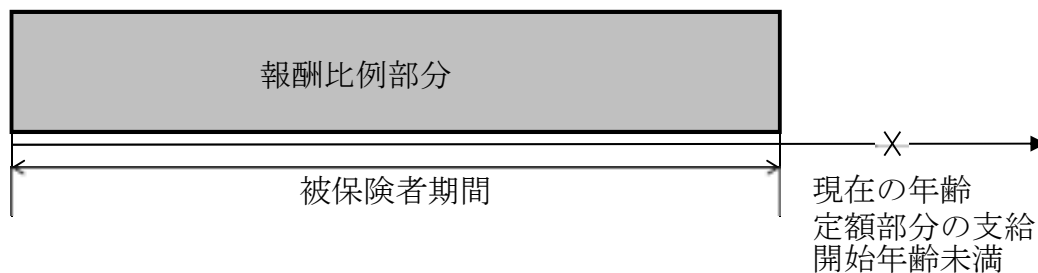 報酬比例部分
被保険者期間
現在の年齢
定額部分の支給
開始年齢未満